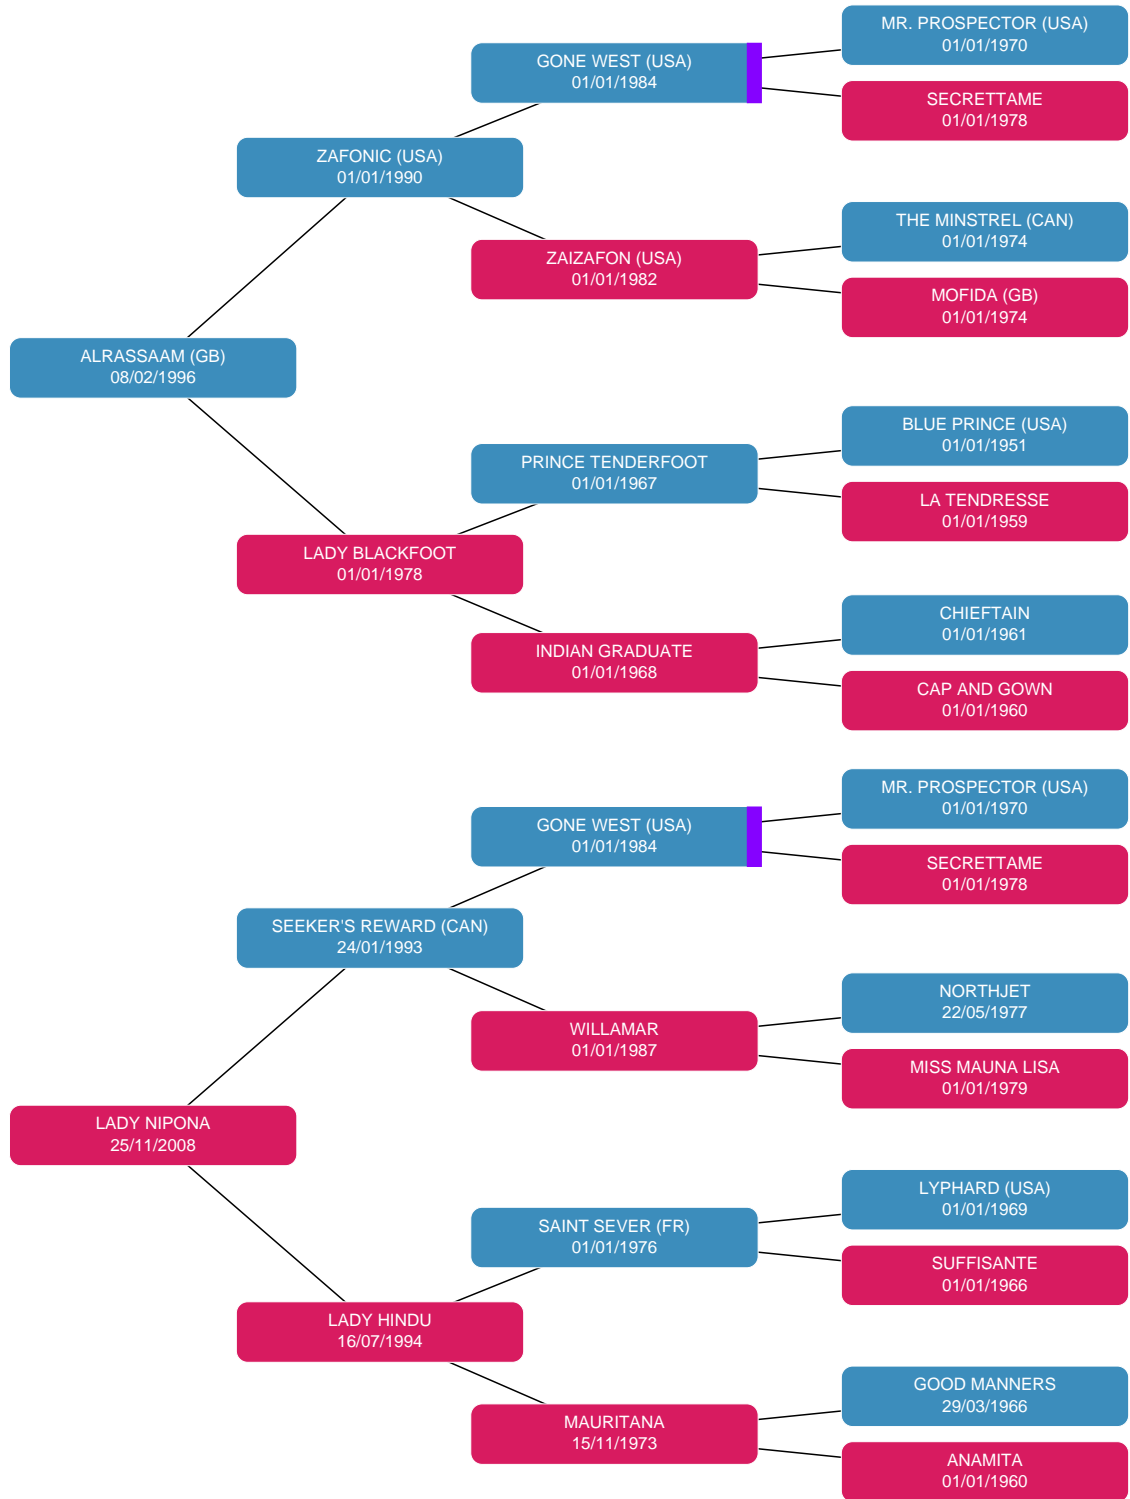 MR. PROSPECTOR (USA)
01/01/1970
GONE WEST (USA)
01/01/1984
SECRETTAME
01/01/1978
ZAFONIC (USA)
01/01/1990
THE MINSTREL (CAN)
01/01/1974
ZAIZAFON (USA)
01/01/1982
MOFIDA (GB)
01/01/1974
ALRASSAAM (GB)
08/02/1996
BLUE PRINCE (USA)
01/01/1951
PRINCE TENDERFOOT
01/01/1967
LA TENDRESSE
01/01/1959
LADY BLACKFOOT
01/01/1978
CHIEFTAIN
01/01/1961
INDIAN GRADUATE
01/01/1968
CAP AND GOWN
01/01/1960
MR. PROSPECTOR (USA)
01/01/1970
GONE WEST (USA)
01/01/1984
SECRETTAME
01/01/1978
SEEKER'S REWARD (CAN)
24/01/1993
NORTHJET
22/05/1977
WILLAMAR
01/01/1987
MISS MAUNA LISA
01/01/1979
LADY NIPONA
25/11/2008
LYPHARD (USA)
01/01/1969
SAINT SEVER (FR)
01/01/1976
SUFFISANTE
01/01/1966
LADY HINDU
16/07/1994
GOOD MANNERS
29/03/1966
MAURITANA
15/11/1973
ANAMITA
01/01/1960